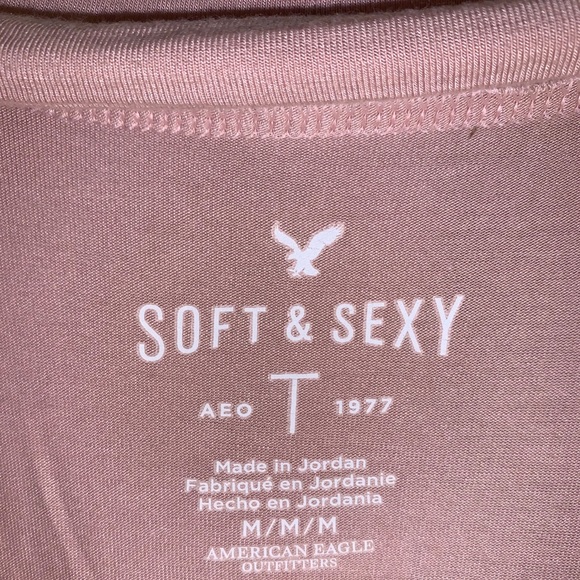 SOFT & SEXY
AEO T 1977
Made in Jordan
Fabriqué en Jordanie
Hecho en Jordania
M/M/M
AMERICAN EAGLE
OUTFITTERS